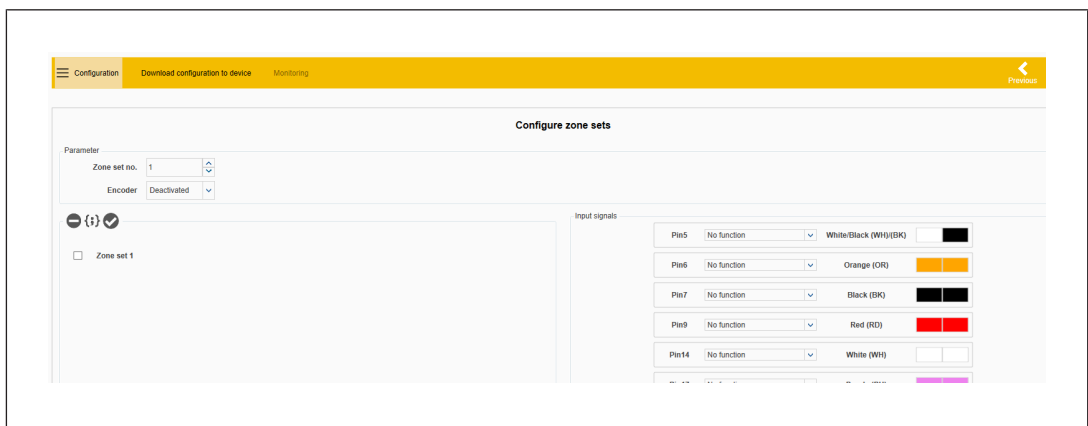 Configuration Download configuration to device Monitoring
Previous
Configure zone sets
Parameter
Zone set no. 1
Encoder Deactivated
{;}
Zone set 1
Input signals
Pin5 No function White/Black (WH)/(BK)
Pin6 No function Orange (OR)
Pin7 No function Black (BK)
Pin9 No function Red (RD)
Pin14 No function White (WH)